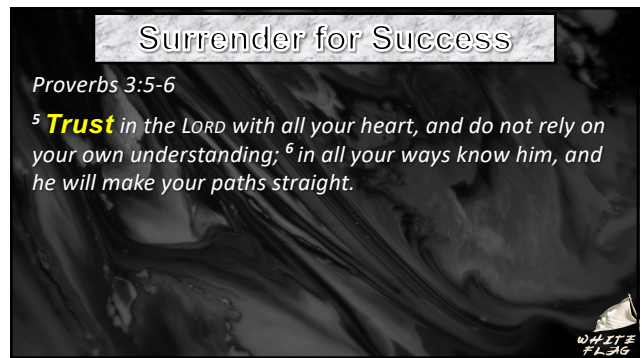 Surrender for Success
Proverbs 3:5-6
5 Trust in the LORD with all your heart, and do not rely on
your own understanding; 6 in all your ways know him, and
he will make your paths straight.
WHITE
FLAG